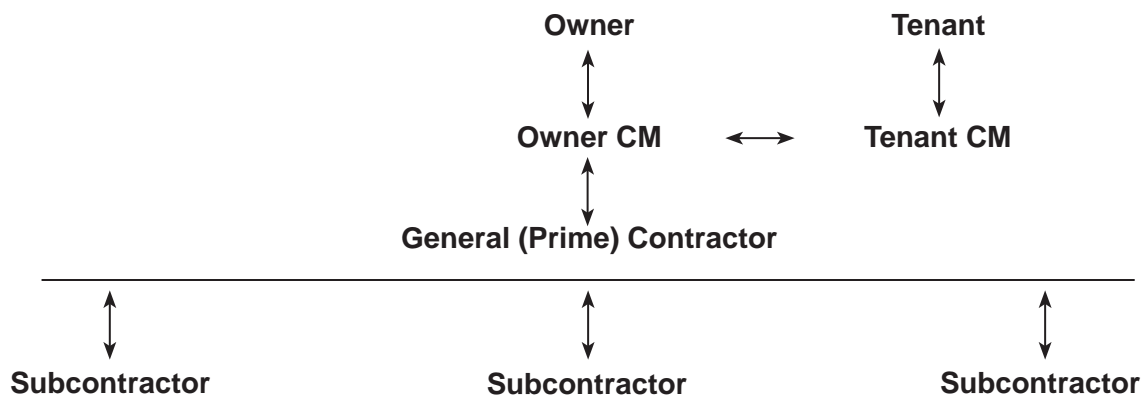 Owner Tenant
Owner CM Tenant CM
General (Prime) Contractor
Subcontractor Subcontractor Subcontractor